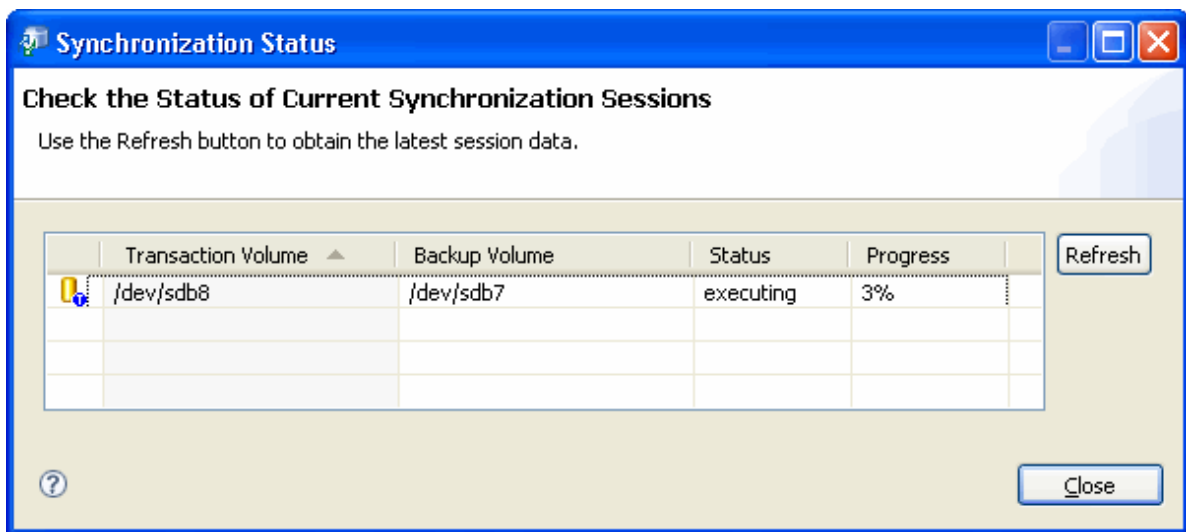 Synchronization Status
Check the Status of Current Synchronization Sessions
Use the Refresh button to obtain the latest session data.
Transaction Volume Backup Volume Status Progress Refresh
/dev/sdb8 /dev/sdb7 executing 3%
Close